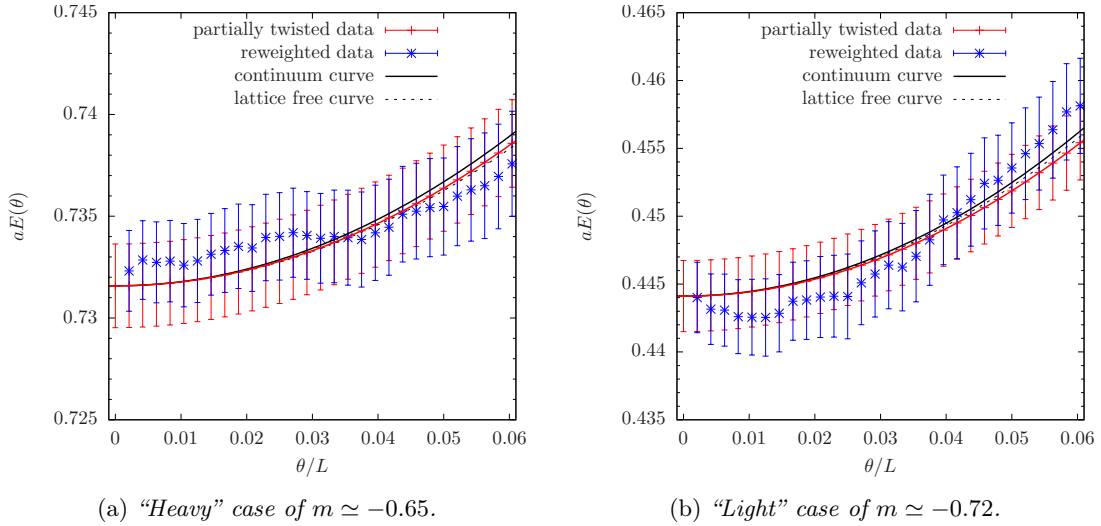 0.745
0.74
0.735
0.73
0.725
aE(θ)
partially twisted data
reweighted data
continuum curve
lattice free curve
0 0.01 0.02 0.03 0.04 0.05 0.06
θ/L
(a) "Heavy" case of m ≃ −0.65.
0.465
0.46
0.455
0.45
0.445
0.44
0.435
aE(θ)
partially twisted data
reweighted data
continuum curve
lattice free curve
0 0.01 0.02 0.03 0.04 0.05 0.06
θ/L
(b) "Light" case of m ≃ −0.72.